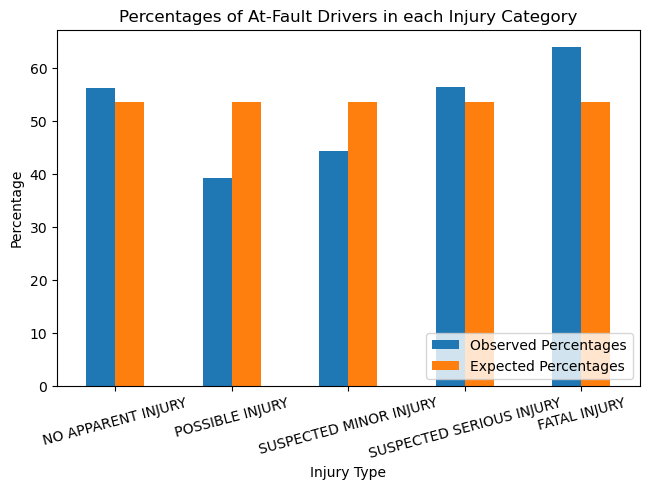 Percentages of At-Fault Drivers in each Injury Category
Percentage
60
50
40
30
20
10
0
Observed Percentages
Expected Percentages
NO APPARENT INJURY
POSSIBLE INJURY
SUSPECTED MINOR INJURY
SUSPECTED SERIOUS INJURY
FATAL INJURY
Injury Type